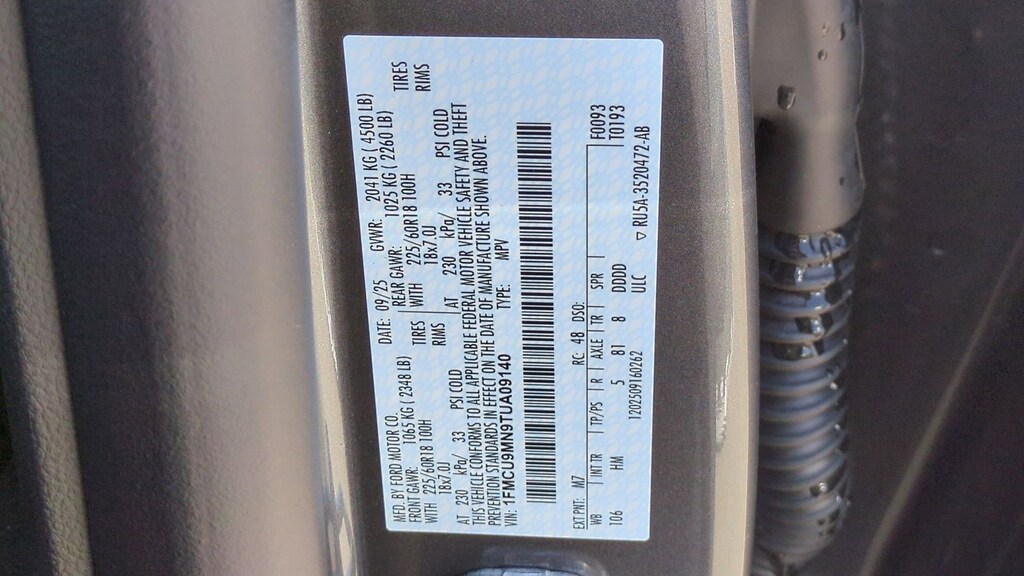 MFD. BY FORD MOTOR CO.
DATE: 09/25 GVWR: 2041 KG ( 4500 LB)
FRONT GAWR: 1065KG ( 2348 LB) REAR GAWR: 1025 KG ( 2260 LB)
WITH 225/60R18 100H TIRES WITH 225/60R18 100H TIRES
18x7.0J RIMS 18x7.0J RIMS
AT 230 kPa/ 33 PSI COLD AT 230 kPa/ 33 PSI COLD
THIS VEHICLE CONFORMS TO ALL APPLICABLE FEDERAL MOTOR VEHICLE SAFETY AND THEFT
PREVENTION STANDARDS IN EFFECT ON THE DATE OF MANUFACTURE SHOWN ABOVE.
VIN: 1FMCU9MN9TUA09140 TYPE: MPV
EXT PNT: M7 RC: 48 DSO: F0093
WB INT TR TP/PS R AXLE TR SPR T0193
106 HM 5 81 8 DDDDD
1202509160262 ULC
▽ RU5A-3520472-AB